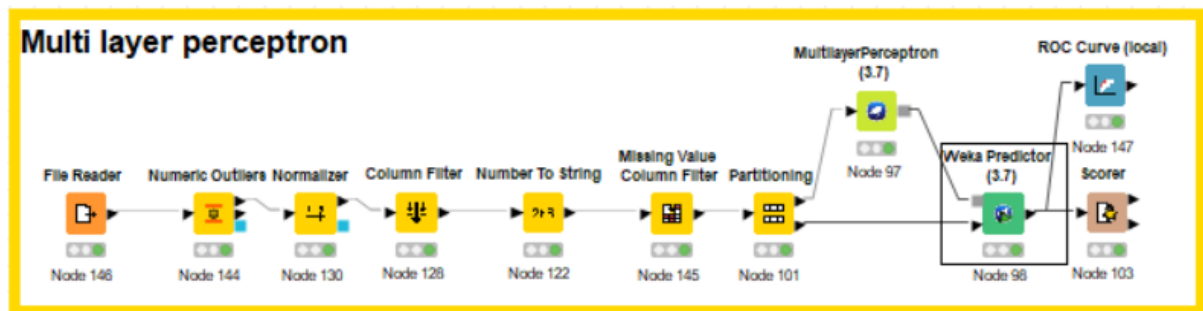 Multi layer perceptron
ROC Curve (local)
MultilayerPerceptron
(3.7)
Node 147
Node 97
Weka Predictor
(3.7)
Scorer
File Reader
Numeric Outliers
Normalizer
Column Filter
Number To String
Missing Value
Column Filter
Partitioning
Node 146
Node 144
Node 130
Node 128
Node 122
Node 145
Node 101
Node 98
Node 103